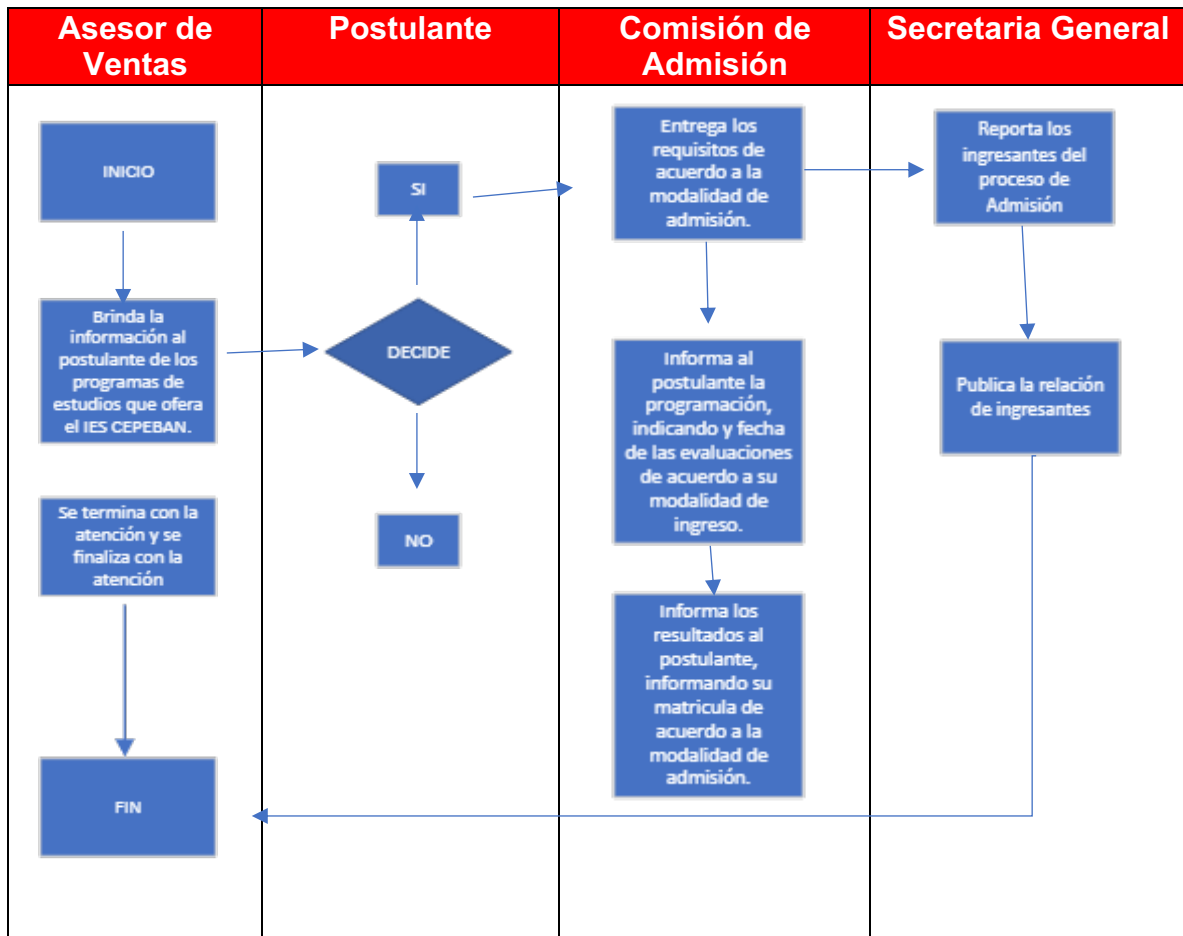 Asesor de
Ventas
Postulante
Comisión de
Admisión
Secretaria General
INICIO
Brinda la
información al
postulante de los
programas de
estudios que ofera
el IES CEPEBAN.
Se termina con la
atención y se
finaliza con la
atención
FIN
SI
DECIDE
NO
Entrega los
requisitos de
acuerdo a la
modalidad de
admisión.
Informa al
postulante la
programación,
indicando y fecha
de las evaluaciones
de acuerdo a su
modalidad de
ingreso.
Informa los
resultados al
postulante,
informando su
matricula de
acuerdo a la
modalidad de
admisión.
Reporta los
ingresantes del
proceso de
Admisión
Publica la relación
de ingresantes